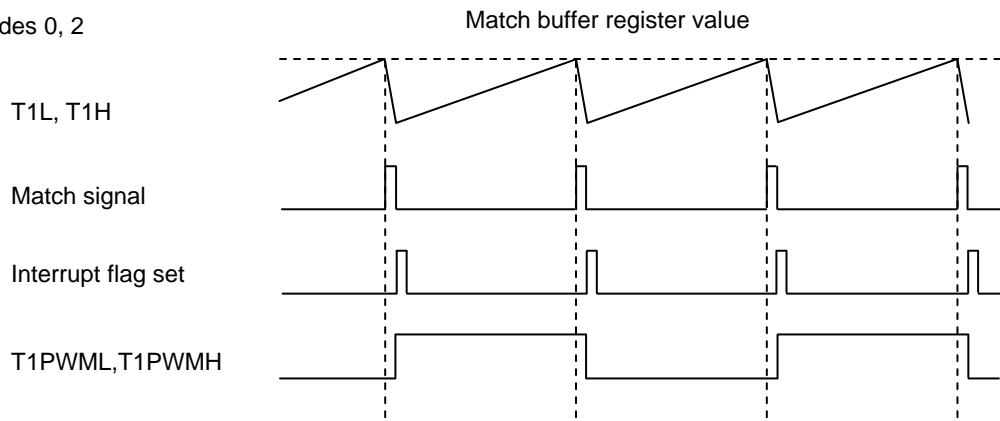 Match buffer register value
des 0, 2
T1L, T1H
Match signal
Interrupt flag set
T1PWML,T1PWMH